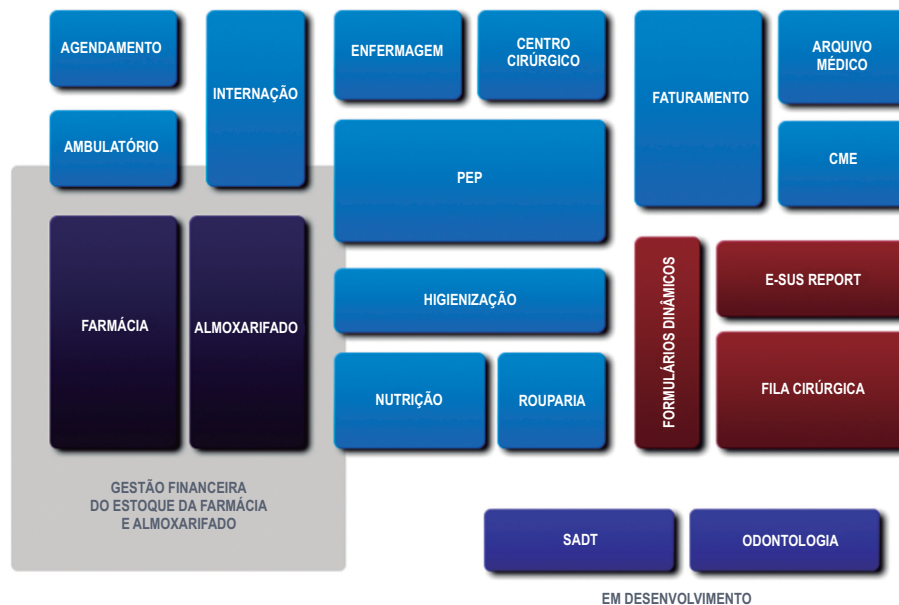 AGENDAMENTO
INTERNAÇÃO
AMBULATÓRIO
ENFERMAGEM
CENTRO
CIRÚRGICO
PEP
FATURAMENTO
ARQUIVO
MÉDICO
CME
FARMÁCIA
ALMOXARIFADO
HIGIENIZAÇÃO
NUTRIÇÃO
ROUPARIA
FORMULÁRIOS DINÂMICOS
E-SUS REPORT
FILA CIRÚRGICA
GESTÃO FINANCEIRA
DO ESTOQUE DA FARMÁCIA
E ALMOXARIFADO
SADT
ODONTOLOGIA
EM DESENVOLVIMENTO